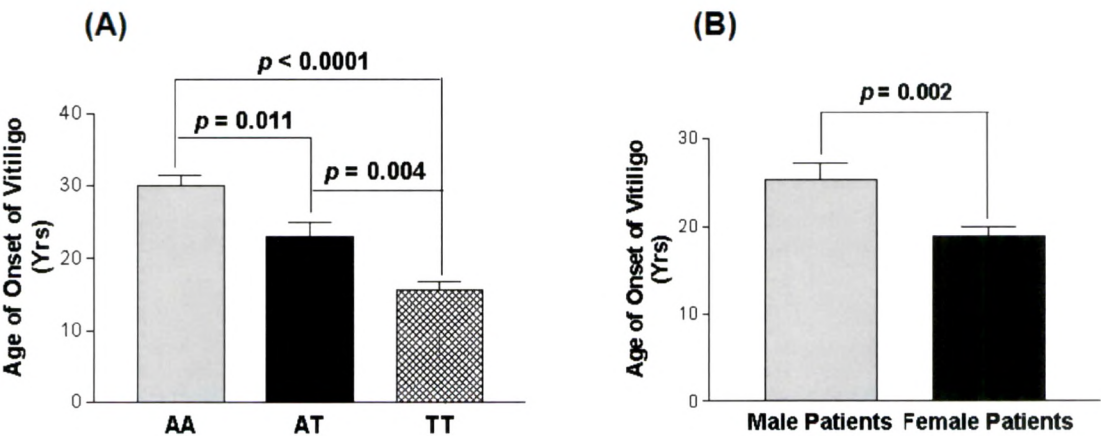 (A)
p < 0.0001
p = 0.011
p = 0.004
Age of Onset of Vitiligo
(Yrs)
40
30
20
10
0
AA AT TT
(B)
p = 0.002
Age of Onset of Vitiligo
(Yrs)
30
20
10
0
Male Patients Female Patients